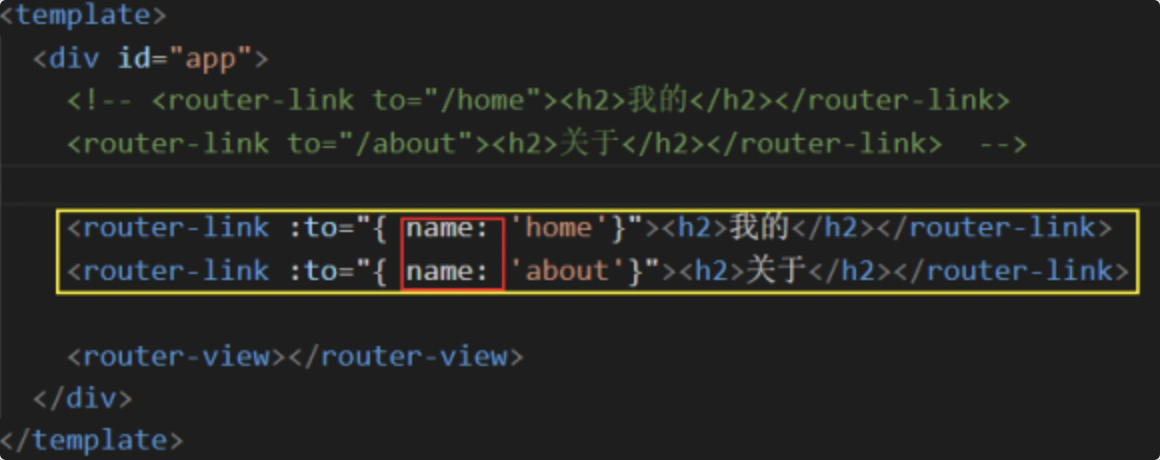 <template>
<div id="app">
<!-- <router-link to="/home"><h2>我的</h2></router-link>
<router-link to="/about"><h2>关于</h2></router-link>  -->
<router-link :to="{ name: 'home'}"><h2>我的</h2></router-link>
<router-link :to="{ name: 'about'}"><h2>关于</h2></router-link>
<router-view></router-view>
</div>
</template>